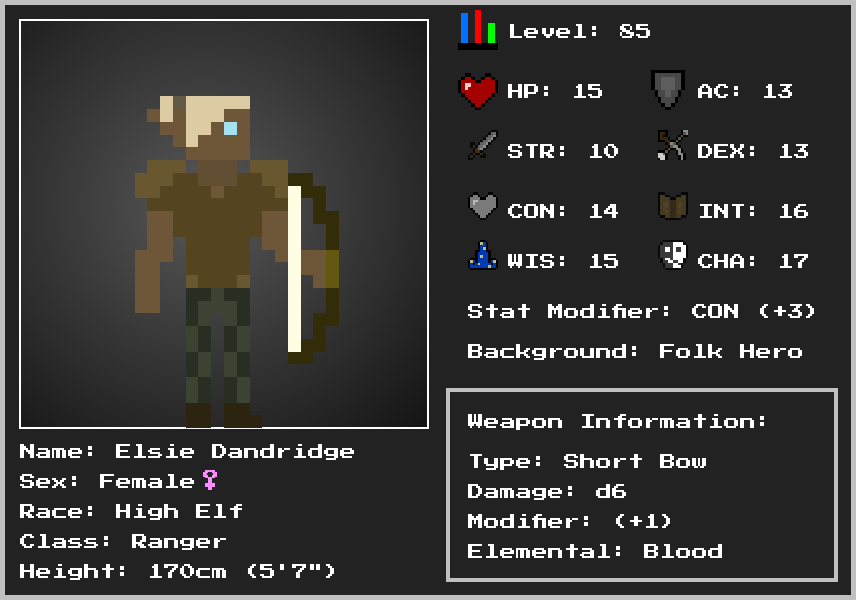 Level: 85
HP: 15 AC: 13
STR: 10 DEX: 13
CON: 14 INT: 16
WIS: 15 CHA: 17
Stat Modifier: CON (+3)
Background: Folk Hero
Weapon Information:
Type: Short Bow
Damage: d6
Modifier: (+1)
Elemental: Blood
Name: Elsie Dandridge
Sex: Female♀
Race: High Elf
Class: Ranger
Height: 170cm (5'7")